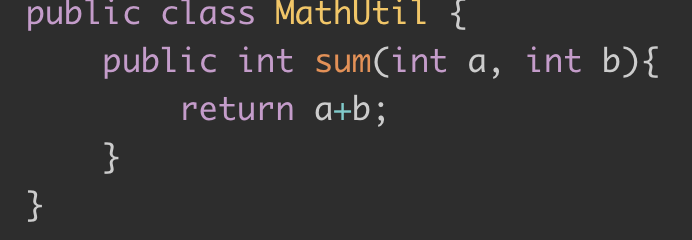 public class MathUtil {
    public int sum(int a, int b){
        return a+b;
    }
}